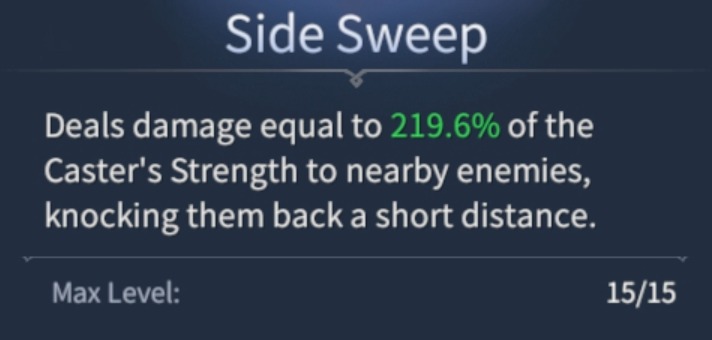 Side Sweep
Deals damage equal to 219.6% of the
Caster's Strength to nearby enemies,
knocking them back a short distance.
Max Level: 15/15